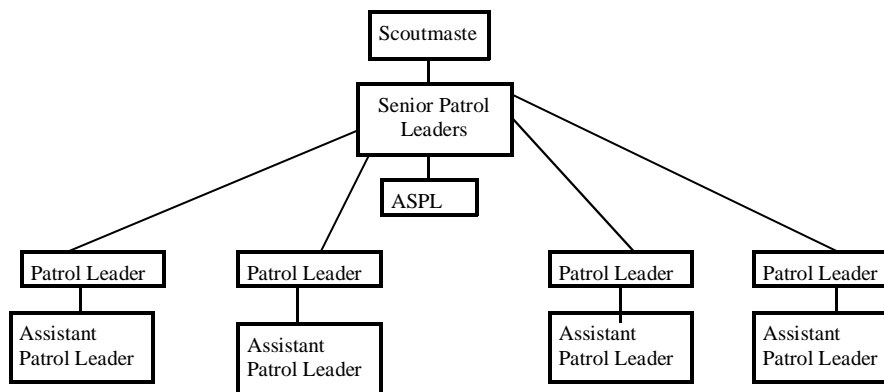 Scoutmaste
Senior Patrol
Leaders
ASPL
Patrol Leader
Patrol Leader
Patrol Leader
Patrol Leader
Assistant
Patrol Leader
Assistant
Patrol Leader
Assistant
Patrol Leader
Assistant
Patrol Leader